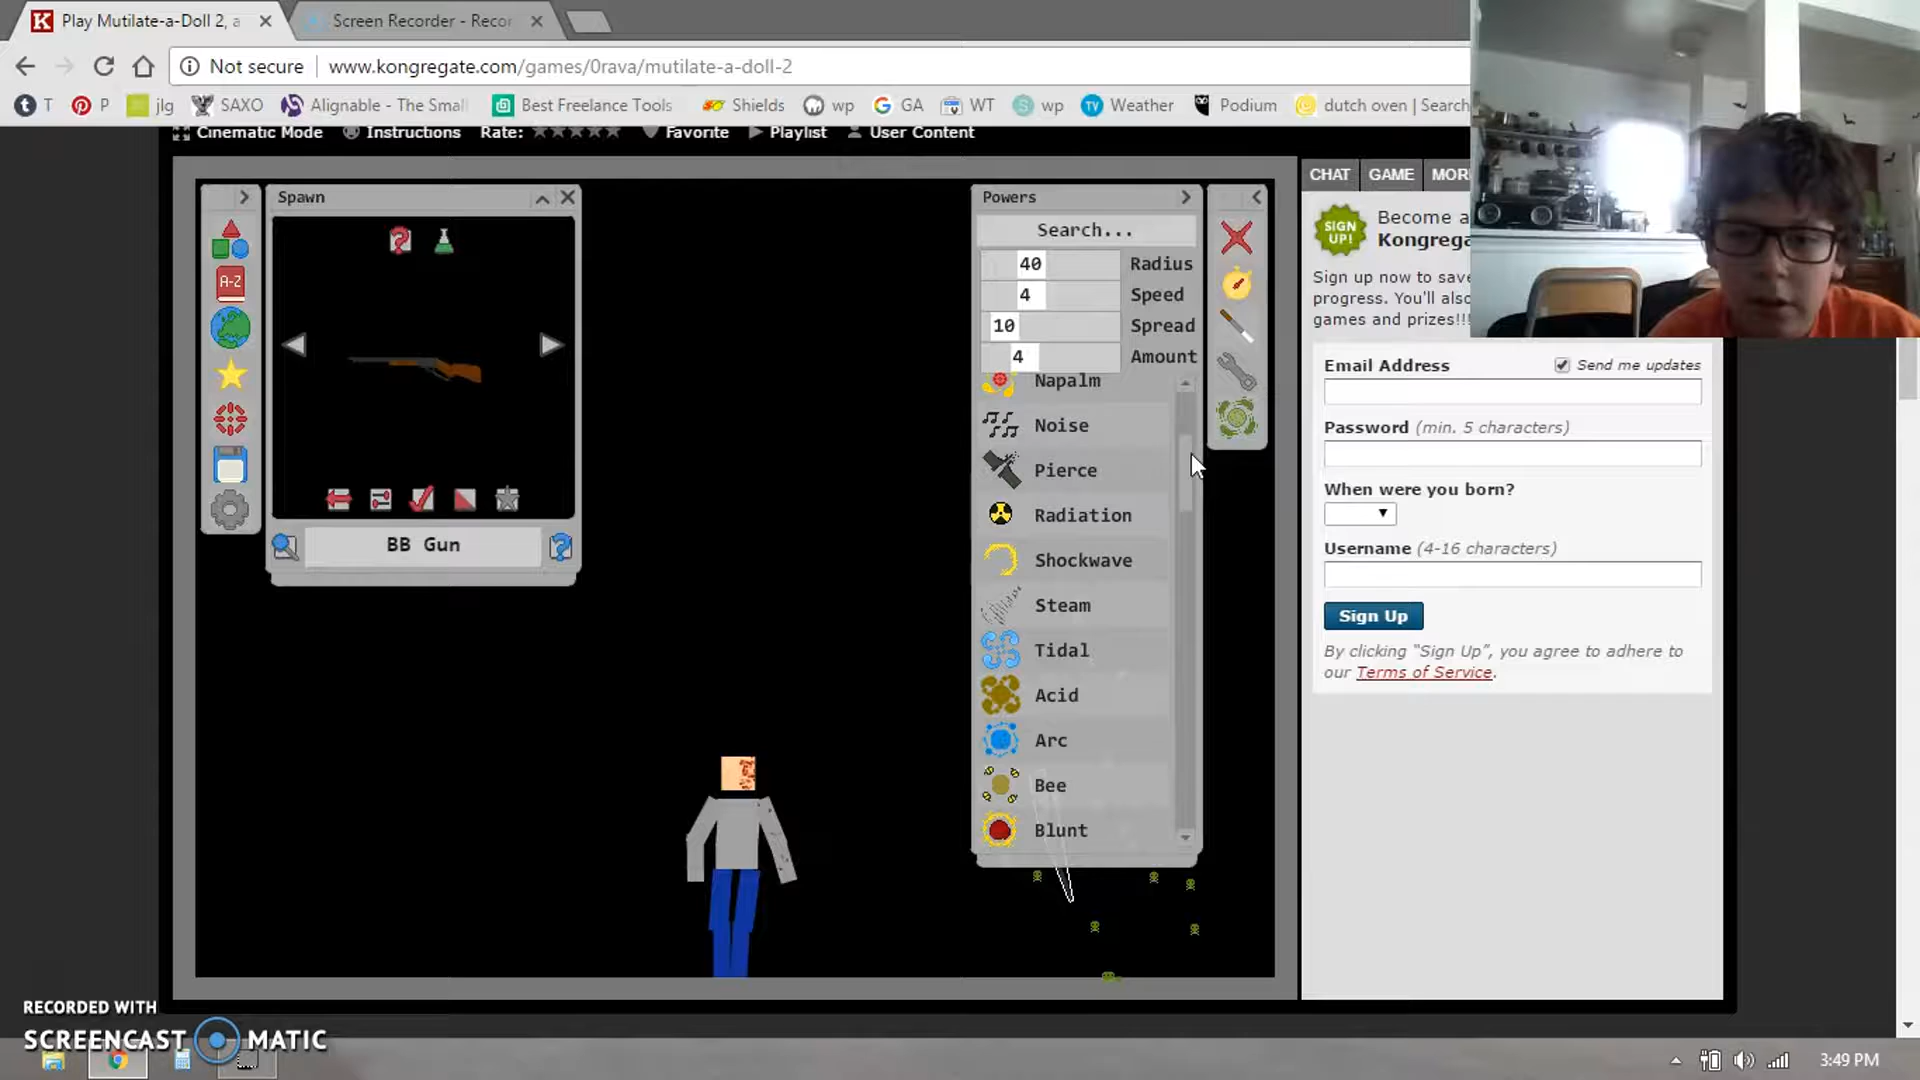 Play Mutilate-a-Doll 2, a
Screen Recorder - Recor
Not secure
www.kongregate.com/games/0rava/mutilate-a-doll-2
T
P
jlg
SAXO
Alignable - The Small
Best Freelance Tools
Shields
wp
GA
WT
wp
Weather
Podium
dutch oven | Search
Cinematic Mode
Instructions
Rate:
Favorite
Playlist
User Content
Spawn
A-Z
BB Gun
Powers
Search...
40 Radius
4 Speed
10 Spread
4 Amount
Napalm
Noise
Pierce
Radiation
Shockwave
Steam
Tidal
Acid
Arc
Bee
Blunt
CHAT
GAME
MOR
SIGN UP!
Become a
Kongrega
Sign up now to save
progress. You'll also
games and prizes!!!
Email Address
Send me updates
Password (min. 5 characters)
When were you born?
Username (4-16 characters)
Sign Up
By clicking “Sign Up”, you agree to adhere to
our Terms of Service.
RECORDED WITH
SCREENCAST MATIC
3:49 PM